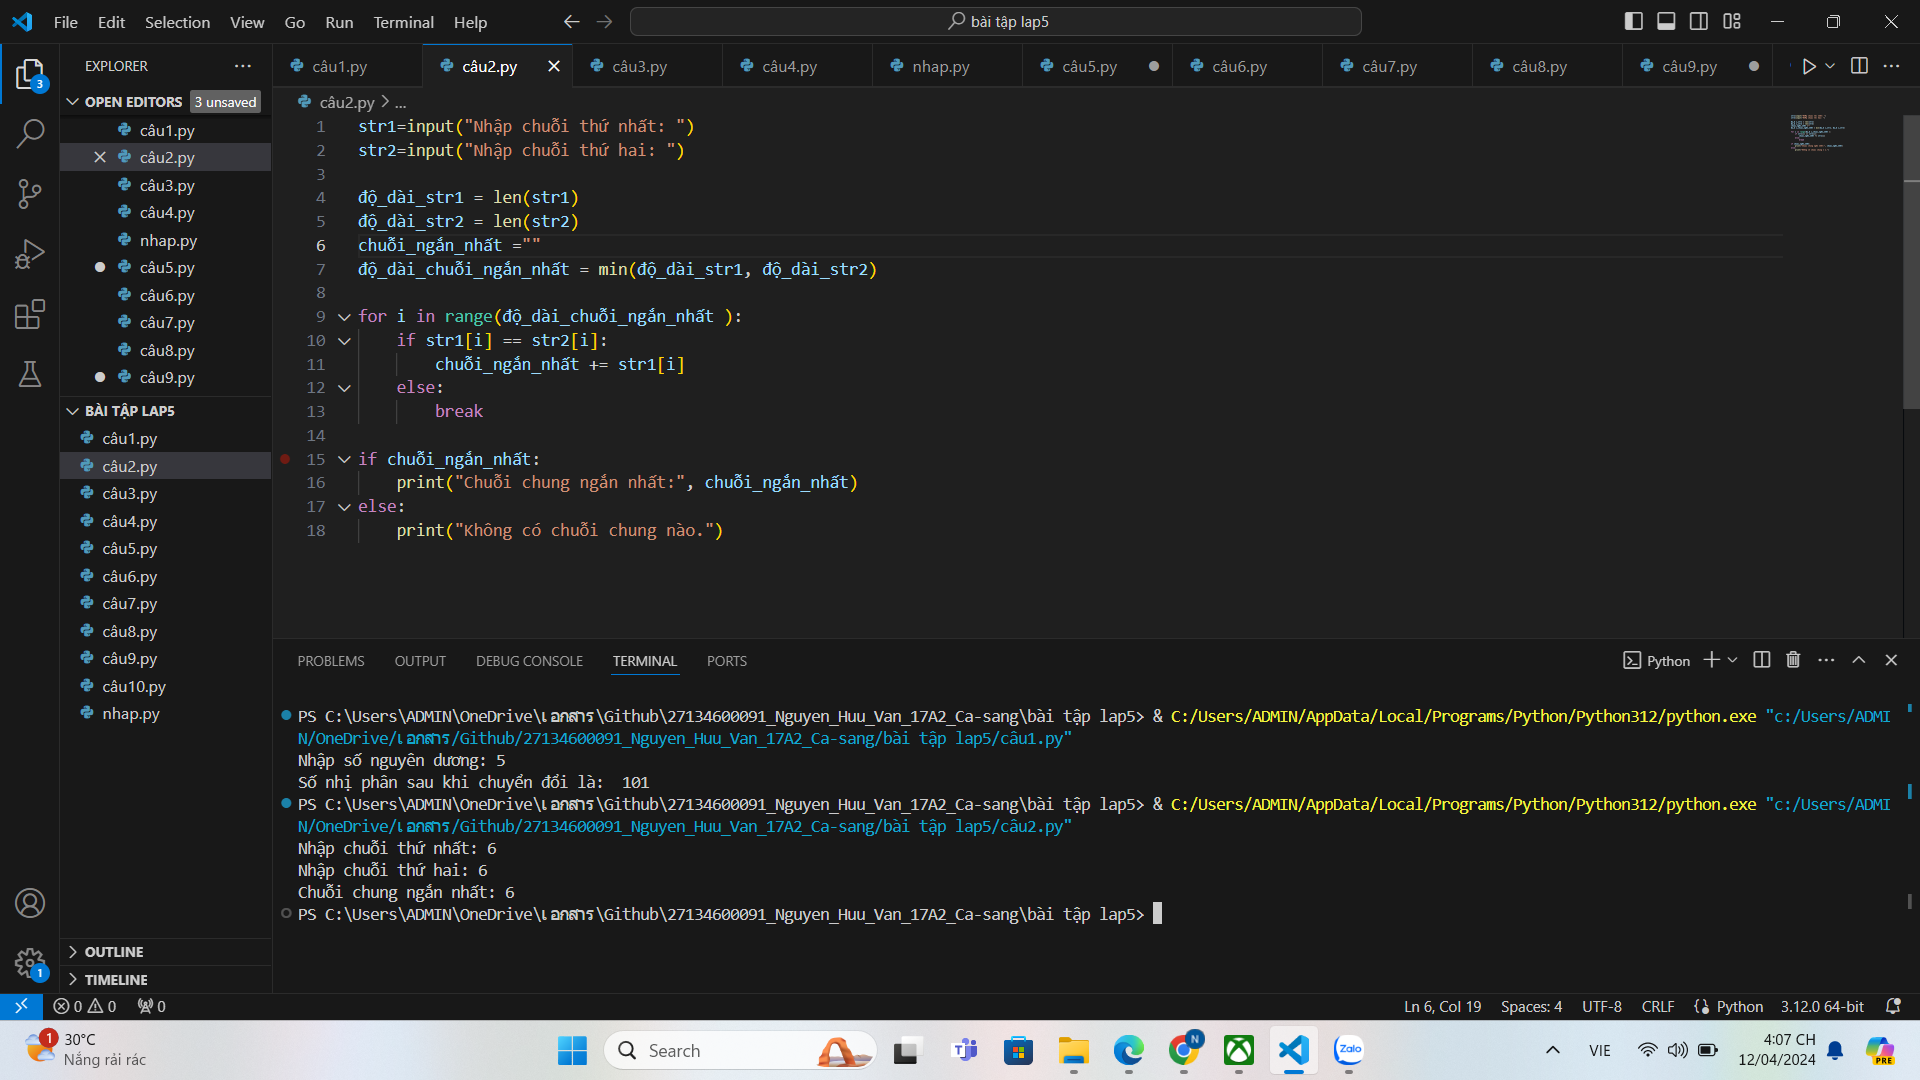 File Edit Selection View Go Run Terminal Help
bài tập lap5
EXPLORER
câu1.py câu2.py câu3.py câu4.py nhap.py câu5.py câu6.py câu7.py câu8.py câu9.py
OPEN EDITORS 3 unsaved
câu1.py
câu2.py
câu3.py
câu4.py
nhap.py
câu5.py
câu6.py
câu7.py
câu8.py
câu9.py
BÀI TẬP LAP5
câu1.py
câu2.py
câu3.py
câu4.py
câu5.py
câu6.py
câu7.py
câu8.py
câu9.py
câu10.py
nhap.py
OUTLINE
TIMELINE
3
1
câu2.py > ...
1 str1=input("Nhập chuỗi thứ nhất: ")
2 str2=input("Nhập chuỗi thứ hai: ")
3
4 độ_dài_str1 = len(str1)
5 độ_dài_str2 = len(str2)
6 chuỗi_ngắn_nhất =""
7 độ_dài_chuỗi_ngắn_nhất = min(độ_dài_str1, độ_dài_str2)
8
9 for i in range(độ_dài_chuỗi_ngắn_nhất ):
10 if str1[i] == str2[i]:
11 chuỗi_ngắn_nhất += str1[i]
12 else:
13 break
14
15 if chuỗi_ngắn_nhất:
16 print("Chuỗi chung ngắn nhất:", chuỗi_ngắn_nhất)
17 else:
18 print("Không có chuỗi chung nào.")
PROBLEMS OUTPUT DEBUG CONSOLE TERMINAL PORTS
Python
PS C:\Users\ADMIN\OneDrive\เอกสาร\Github\27134600091_Nguyen_Huu_Van_17A2_Ca-sang\bài tập lap5> & C:/Users/ADMIN/AppData/Local/Programs/Python/Python312/python.exe "c:/Users/ADMI
N/OneDrive/เอกสาร/Github/27134600091_Nguyen_Huu_Van_17A2_Ca-sang/bài tập lap5/câu1.py"
Nhập số nguyên dương: 5
Số nhị phân sau khi chuyển đổi là:  101
PS C:\Users\ADMIN\OneDrive\เอกสาร\Github\27134600091_Nguyen_Huu_Van_17A2_Ca-sang\bài tập lap5> & C:/Users/ADMIN/AppData/Local/Programs/Python/Python312/python.exe "c:/Users/ADMI
N/OneDrive/เอกสาร/Github/27134600091_Nguyen_Huu_Van_17A2_Ca-sang/bài tập lap5/câu2.py"
Nhập chuỗi thứ nhất: 6
Nhập chuỗi thứ hai: 6
Chuỗi chung ngắn nhất: 6
PS C:\Users\ADMIN\OneDrive\เอกสาร\Github\27134600091_Nguyen_Huu_Van_17A2_Ca-sang\bài tập lap5>
0 0 0
Ln 6, Col 19 Spaces: 4 UTF-8 CRLF Python 3.12.0 64-bit
1
30°C
Nắng rải rác
Search
N
Zalo
VIE
4:07 CH
12/04/2024
PRE